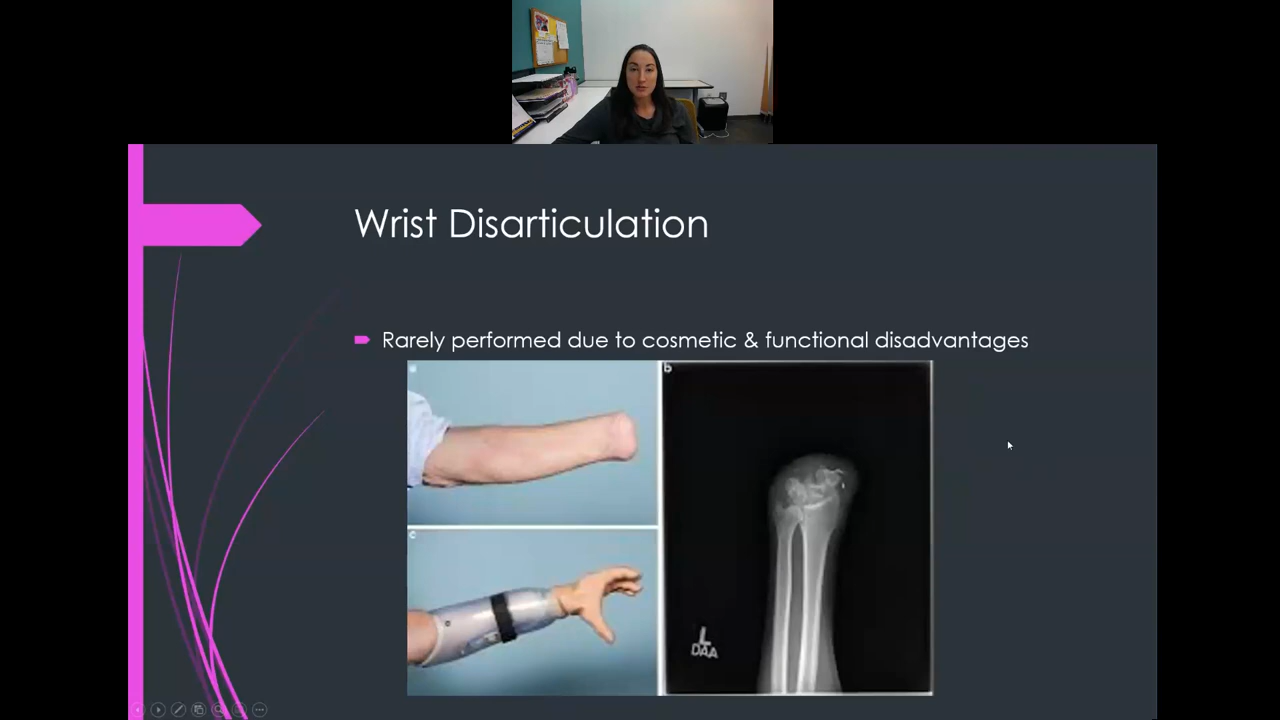 Wrist Disarticulation
Rarely performed due to cosmetic & functional disadvantages
b
L
DAA